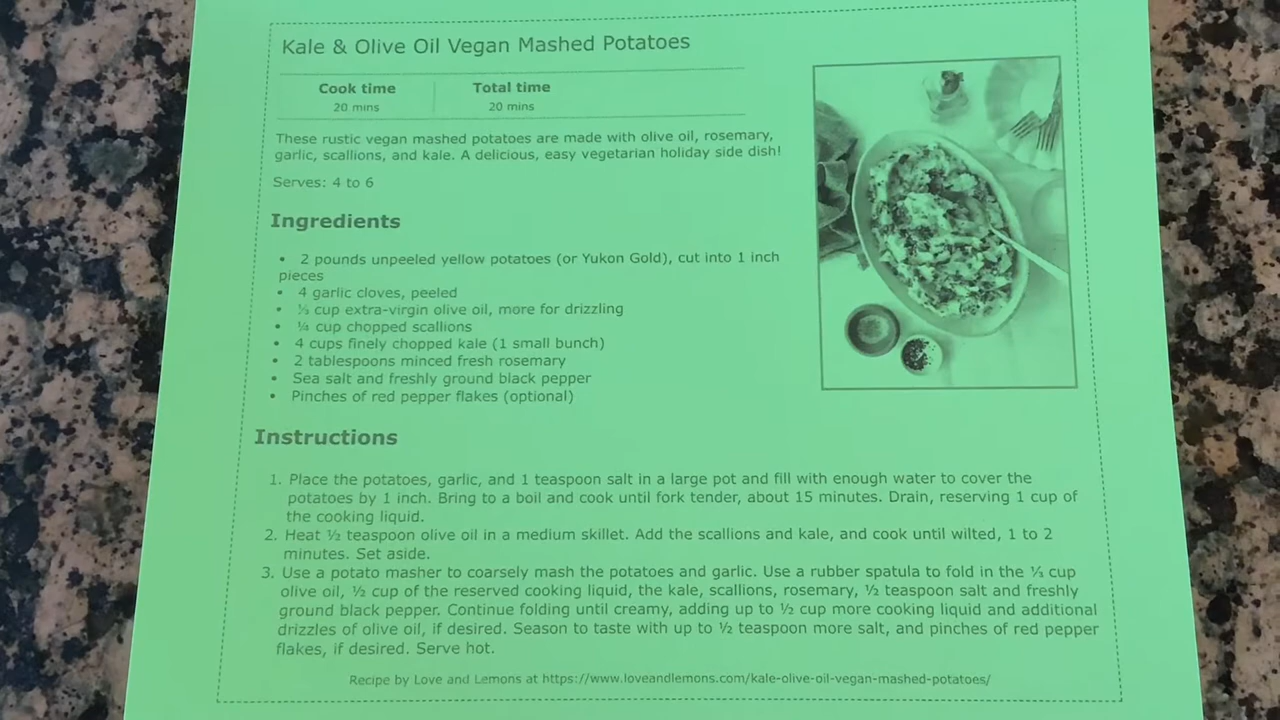 Kale & Olive Oil Vegan Mashed Potatoes
Cook time Total time
20 mins 20 mins
These rustic vegan mashed potatoes are made with olive oil, rosemary,
garlic, scallions, and kale. A delicious, easy vegetarian holiday side dish!
Serves: 4 to 6
Ingredients
• 2 pounds unpeeled yellow potatoes (or Yukon Gold), cut into 1 inch
pieces
• 4 garlic cloves, peeled
• ⅓ cup extra-virgin olive oil, more for drizzling
• ¼ cup chopped scallions
• 4 cups finely chopped kale (1 small bunch)
• 2 tablespoons minced fresh rosemary
• Sea salt and freshly ground black pepper
• Pinches of red pepper flakes (optional)
Instructions
1. Place the potatoes, garlic, and 1 teaspoon salt in a large pot and fill with enough water to cover the
potatoes by 1 inch. Bring to a boil and cook until fork tender, about 15 minutes. Drain, reserving 1 cup of
the cooking liquid.
2. Heat ½ teaspoon olive oil in a medium skillet. Add the scallions and kale, and cook until wilted, 1 to 2
minutes. Set aside.
3. Use a potato masher to coarsely mash the potatoes and garlic. Use a rubber spatula to fold in the ⅓ cup
olive oil, ½ cup of the reserved cooking liquid, the kale, scallions, rosemary, ½ teaspoon salt and freshly
ground black pepper. Continue folding until creamy, adding up to ½ cup more cooking liquid and additional
drizzles of olive oil, if desired. Season to taste with up to ½ teaspoon more salt, and pinches of red pepper
flakes, if desired. Serve hot.
Recipe by Love and Lemons at https://www.loveandlemons.com/kale-olive-oil-vegan-mashed-potatoes/